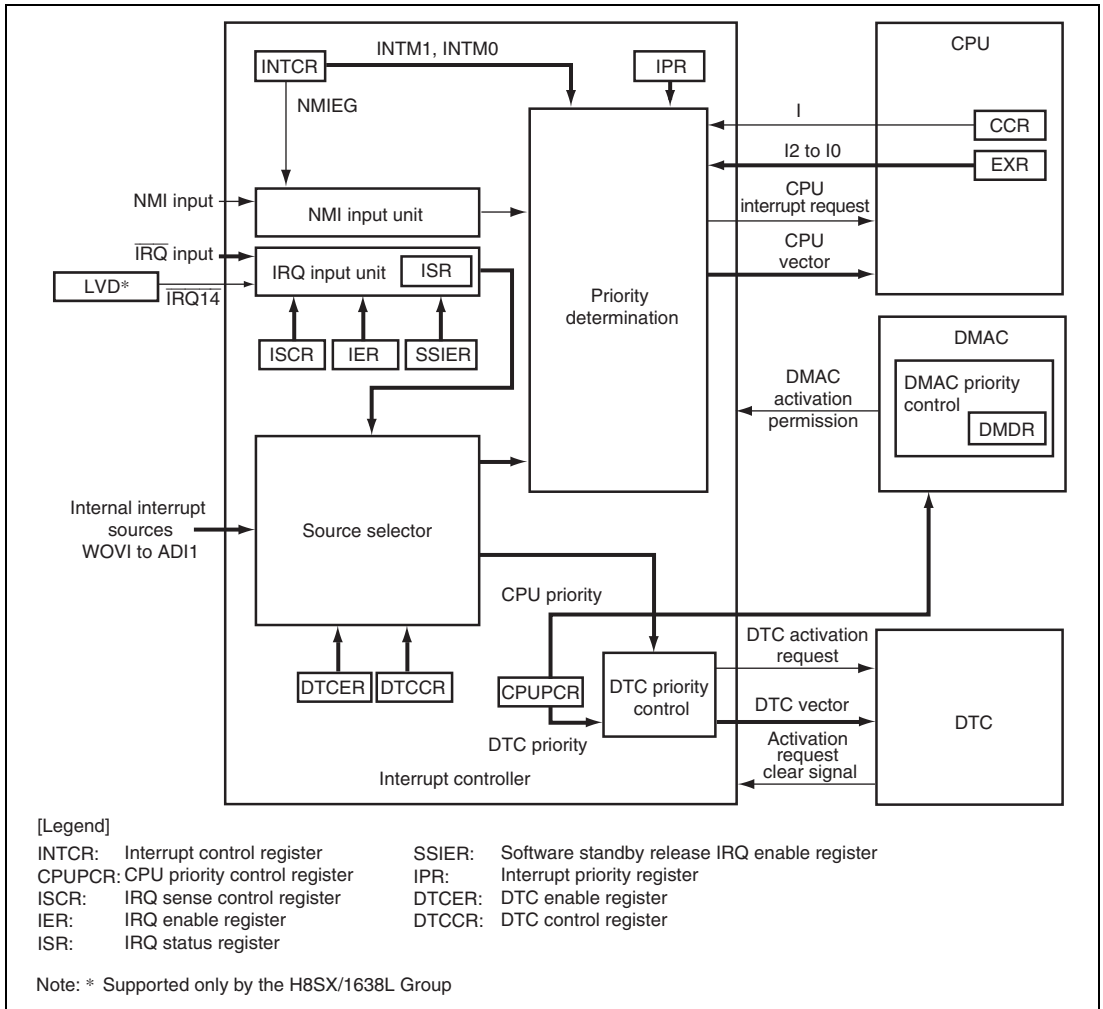 INTCR
INTM1, INTM0
IPR
CPU
NMIEG
I
CCR
I2 to I0
EXR
NMI input
NMI input unit
CPU
interrupt request
IRQ input
IRQ input unit
ISR
CPU
vector
LVD*
IRQ14
Priority
determination
ISCR
IER
SSIER
DMAC
DMAC priority
control
DMDR
DMAC
activation
permission
Internal interrupt
sources
WOVI to ADI1
Source selector
CPU priority
DTC activation
request
DTCER
DTCCR
CPUPCR
DTC priority
control
DTC vector
DTC
DTC priority
Activation
request
clear signal
Interrupt controller
[Legend]
INTCR: Interrupt control register
CPUPCR: CPU priority control register
ISCR: IRQ sense control register
IER: IRQ enable register
ISR: IRQ status register
SSIER: Software standby release IRQ enable register
IPR: Interrupt priority register
DTCER: DTC enable register
DTCCR: DTC control register
Note: * Supported only by the H8SX/1638L Group